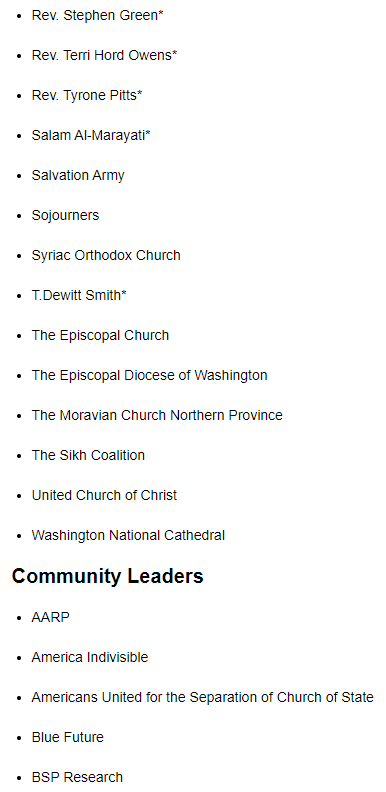 Rev. Stephen Green*
Rev. Terri Hord Owens*
Rev. Tyrone Pitts*
Salam Al-Marayati*
Salvation Army
Sojourners
Syriac Orthodox Church
T.Dewitt Smith*
The Episcopal Church
The Episcopal Diocese of Washington
The Moravian Church Northern Province
The Sikh Coalition
United Church of Christ
Washington National Cathedral
Community Leaders
AARP
America Indivisible
Americans United for the Separation of Church of State
Blue Future
BSP Research